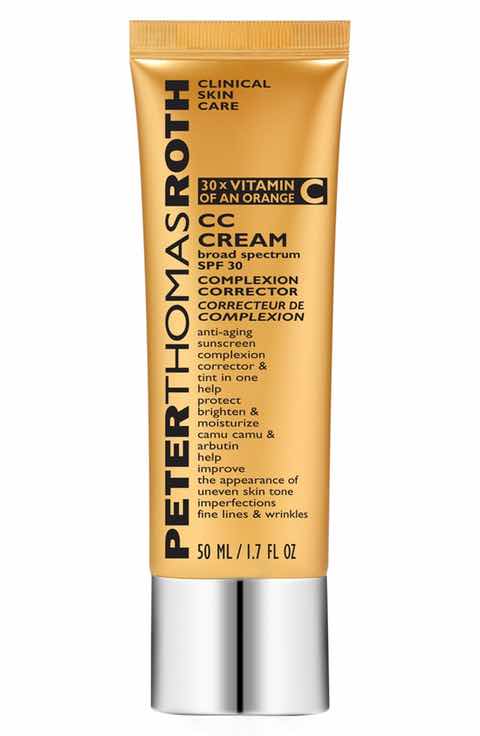 PETERTHOMASROTH
CLINICAL
SKIN
CARE
30 x VITAMIN C
OF AN ORANGE
CC
CREAM
broad spectrum
SPF 30
COMPLEXION
CORRECTOR
CORRECTEUR DE
COMPLEXION
anti-aging
sunscreen
complexion
corrector &
tint in one
help
protect
brighten &
moisturize
camu camu &
arbutin
help
improve
the appearance of
uneven skin tone
imperfections
fine lines & wrinkles
50 ML / 1.7 FL OZ